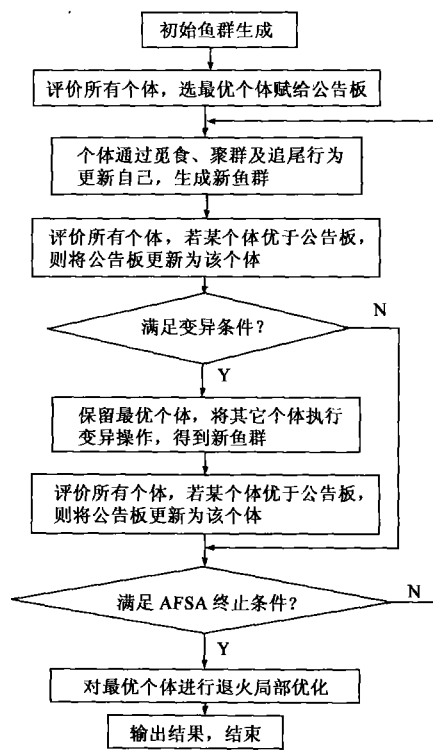 初始鱼群生成
评价所有个体，选最优个体赋给公告板
个体通过觅食、聚群及追尾行为
更新自己，生成新鱼群
评价所有个体，若某个体优于公告板，
则将公告板更新为该个体
满足变异条件？
N
Y
保留最优个体，将其它个体执行
变异操作，得到新鱼群
评价所有个体，若某个体优于公告板，
则将公告板更新为该个体
满足 AFSA 终止条件？
N
Y
对最优个体进行退火局部优化
输出结果，结束